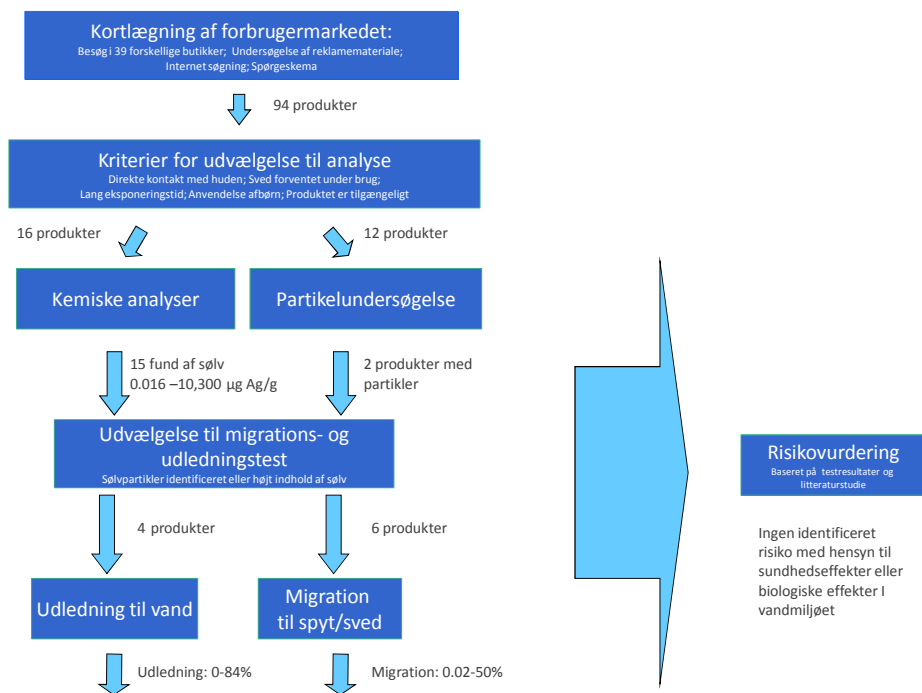 Kortlægning af forbrugermarkedet:
Besøg i 39 forskellige butikker; Undersøgelse af reklamemateriale;
Internet søgning; Spørgeskema
94 produkter
Kriterier for udvælgelse til analyse
Direkte kontakt med huden; Sved forventet under brug;
Lang eksponeringstid; Anvendelse afbørn; Produktet er tilgængeligt
16 produkter
12 produkter
Kemiske analyser
Partikelundersøgelse
15 fund af sølv
0.016 –10,300 µg Ag/g
2 produkter med
partikler
Udvælgelse til migrations- og
udledningstest
Sølvpartikler identificeret eller højt indhold af sølv
4 produkter
6 produkter
Udledning til vand
Migration
til spyt/sved
Udledning: 0-84%
Migration: 0.02-50%
Risikovurdering
Baseret på testresultater og
litteraturstudie
Ingen identificeret
risiko med hensyn til
sundhedseffekter eller
biologiske effekter I
vandmiljøet